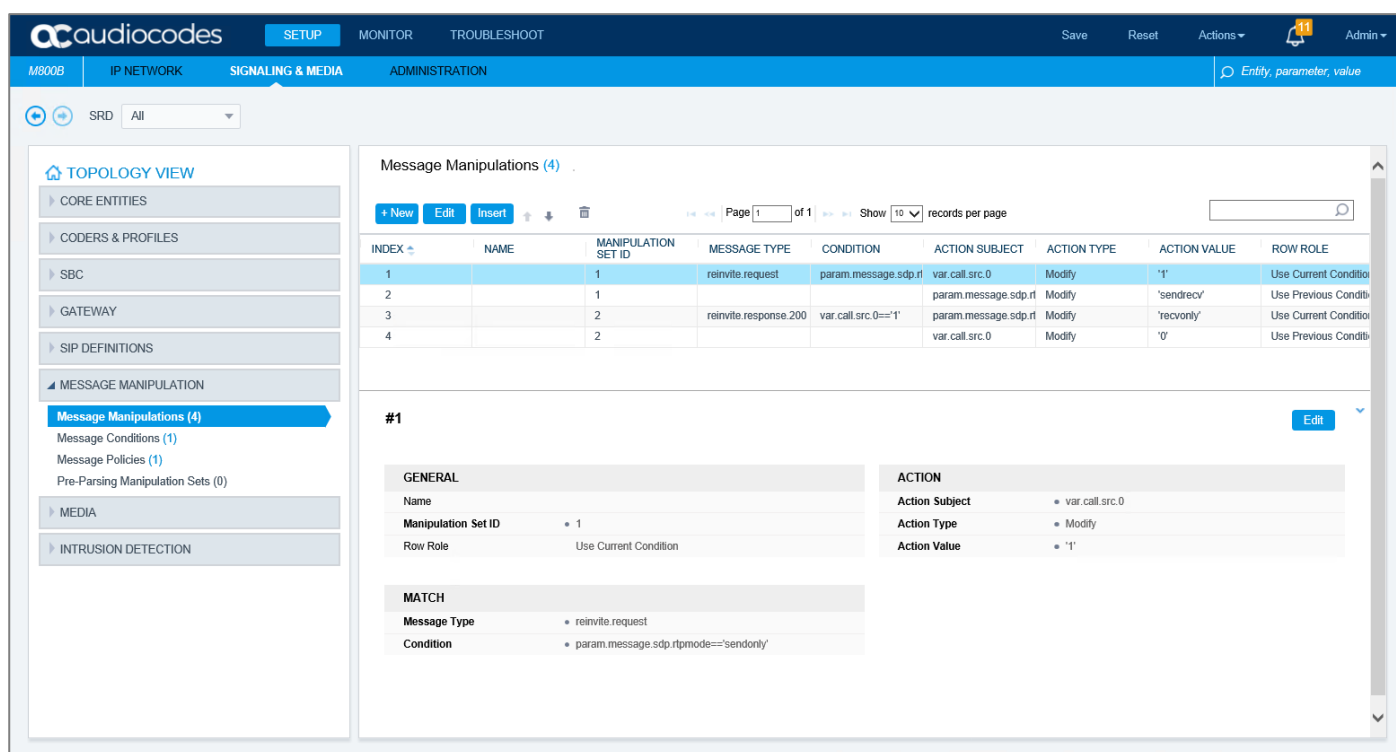 audiocodes SETUP MONITOR TROUBLESHOOT Save Reset Actions 11 Admin
M800B IP NETWORK SIGNALING & MEDIA ADMINISTRATION Entity, parameter, value
SRD All
TOPOLOGY VIEW
CORE ENTITIES
CODERS & PROFILES
SBC
GATEWAY
SIP DEFINITIONS
MESSAGE MANIPULATION
Message Manipulations (4)
Message Conditions (1)
Message Policies (1)
Pre-Parsing Manipulation Sets (0)
MEDIA
INTRUSION DETECTION
Message Manipulations (4)
+ New Edit Insert Page 1 of 1 Show 10 records per page
INDEX NAME MANIPULATION SET ID MESSAGE TYPE CONDITION ACTION SUBJECT ACTION TYPE ACTION VALUE ROW ROLE
1 1 reinvite.request param.message.sdp.rt var.call.src.0 Modify '1' Use Current Conditio
2 1 param.message.sdp.rt Modify 'sendrecv' Use Previous Conditi
3 2 reinvite.response.200 var.call.src.0=='1' param.message.sdp.rt Modify 'recvonly' Use Current Conditio
4 2 var.call.src.0 Modify '0' Use Previous Conditi
#1 Edit
GENERAL
Name
Manipulation Set ID 1
Row Role Use Current Condition
ACTION
Action Subject var.call.src.0
Action Type Modify
Action Value '1'
MATCH
Message Type reinvite.request
Condition param.message.sdp.rtpmode=='sendonly'